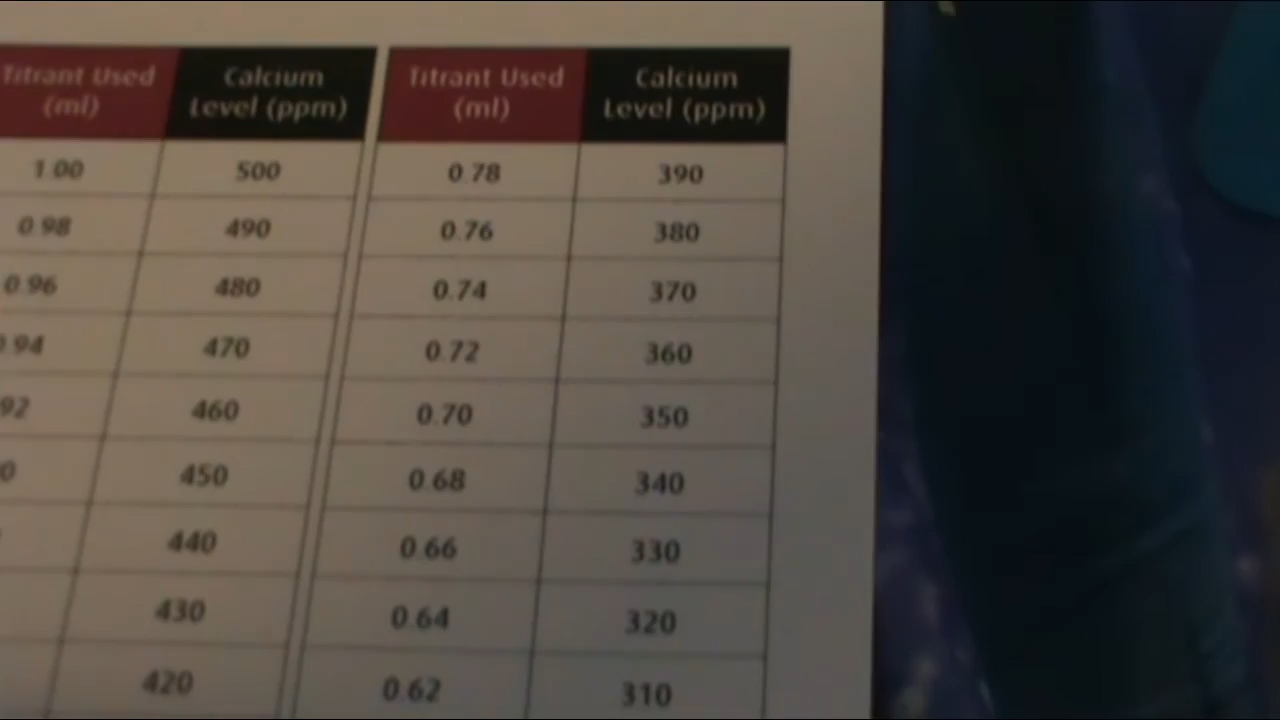 Titrant Used (ml) Calcium Level (ppm) Titrant Used (ml) Calcium Level (ppm)
1.00 500 0.78 390
0.98 490 0.76 380
0.96 480 0.74 370
0.94 470 0.72 360
92 460 0.70 350
0 450 0.68 340
440 0.66 330
430 0.64 320
420 0.62 310